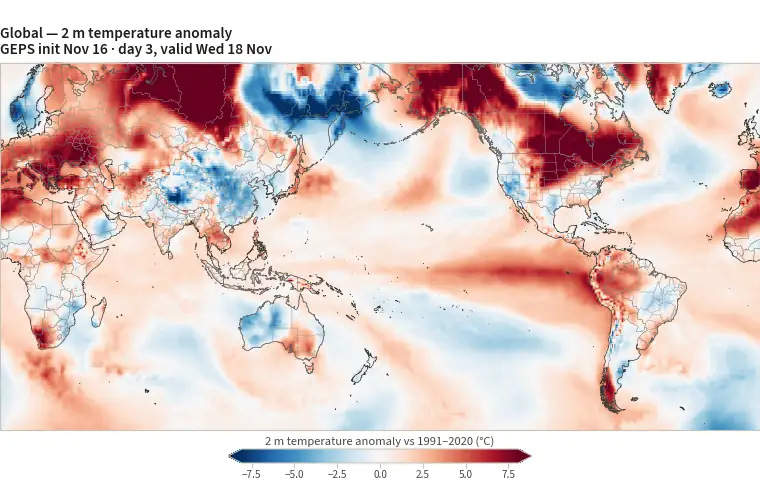 Global — 2 m temperature anomaly
GEPS init Nov 16 · day 3, valid Wed 18 Nov
2 m temperature anomaly vs 1991–2020 (°C)
−7.5 −5.0 −2.5 0.0 2.5 5.0 7.5